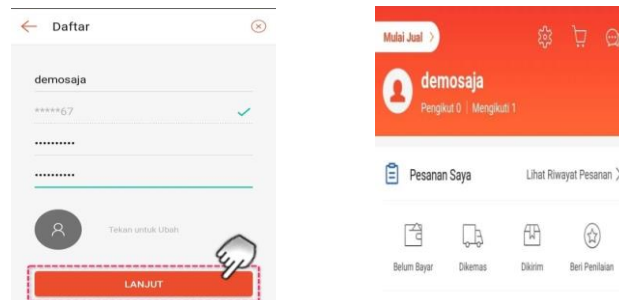 Daftar
demosaja
*****67
••••••••••
••••••••••
Tekan untuk Ubah
LANJUT
Mulai Jual >
demosaja
Pengikut 0 | Mengikuti 1
Pesanan Saya
Lihat Riwayat Pesanan >
Belum Bayar
Dikemas
Dikirim
Beri Penilaian